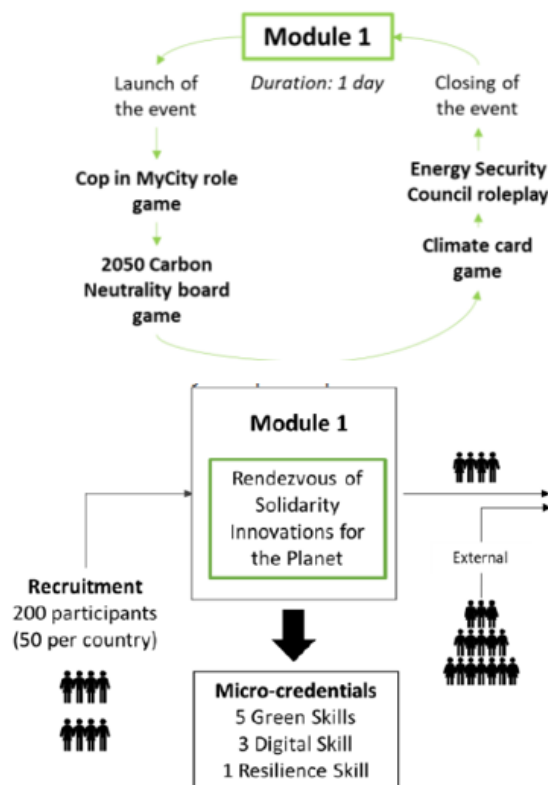 Module 1
Duration: 1 day
Launch of
the event
Cop in MyCity role
game
2050 Carbon
Neutrality board
game
Closing of
the event
Energy Security
Council roleplay
Climate card
game
Module 1
Rendezvous of
Solidarity
Innovations for
the Planet
Recruitment
200 participants
(50 per country)
External
Micro-credentials
5 Green Skills
3 Digital Skill
1 Resilience Skill